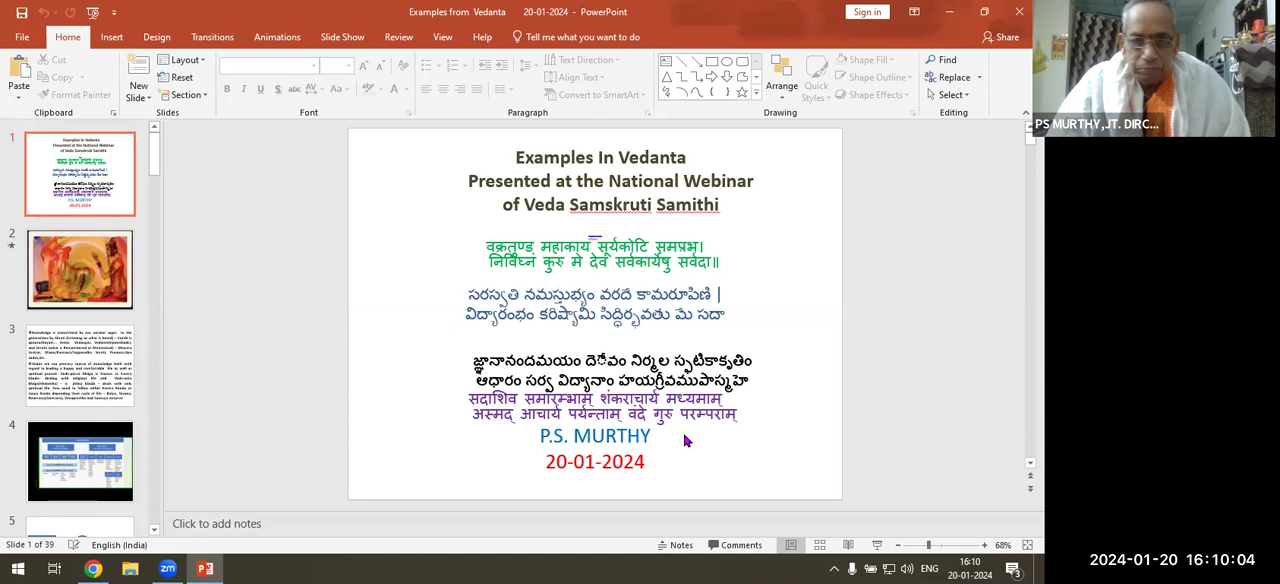 Examples from Vedanta 20-01-2024 - PowerPoint
Sign in
File Home Insert Design Transitions Animations Slide Show Review View Help Tell me what you want to do Share
Paste
Cut
Copy
Format Painter
Clipboard
New Slide
Layout
Reset
Section
Slides
Font
Text Direction
Align Text
Convert to SmartArt
Paragraph
Arrange
Quick Styles
Shape Fill
Shape Outline
Shape Effects
Drawing
Find
Replace
Select
Editing
PS MURTHY,JT. DIRC...
1
2
3
4
5
Examples In Vedanta
Presented at the National Webinar
of Veda Samskruti Samithi
वक्रतुण्ड महाकाय सूर्यकोटि समप्रभ।
निर्विघ्नं कुरु मे देव सर्वकार्येषु सर्वदा॥
సరస్వతి నమస్తుభ్యం వరదే కామరూపిణి |
విద్యారంభం కరిష్యామి సిద్ధిర్భవతు మే సదా
జ్ఞానానందమయం దేవం నిర్మల స్ఫటికాకృతిం
ఆధారం సర్వ విద్యానాం హయగ్రీవముపాస్మహె
सदाशिव समारम्भाम् शंकराचार्य मध्यमाम्
अस्मद् आचार्य पर्यन्ताम् वंदे गुरु परम्पराम्
P.S. MURTHY
20-01-2024
Click to add notes
Slide 1 of 39 English (India) Notes Comments 68%
ENG 16:10
20-01-2024
2024-01-20 16:10:04